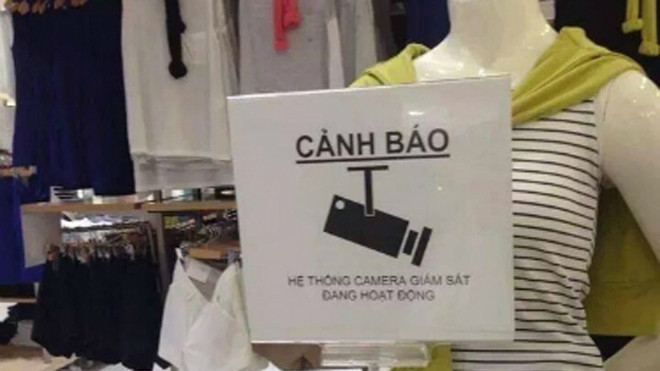 CẢNH BÁO
HỆ THỐNG CAMERA GIÁM SÁT
ĐANG HOẠT ĐỘNG